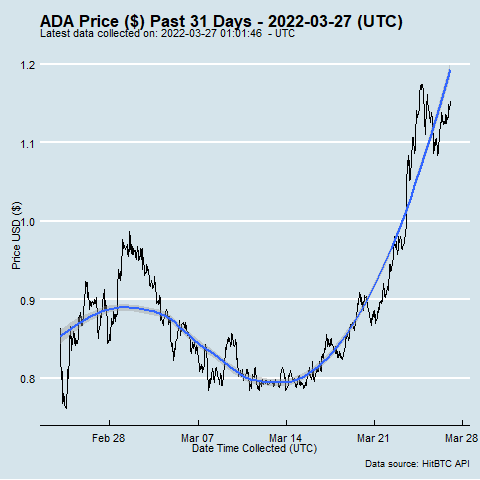 ADA Price ($) Past 31 Days - 2022-03-27 (UTC)
Latest data collected on: 2022-03-27 01:01:46 - UTC
1.2
1.1
1.0
0.9
0.8
Price USD ($)
Feb 28
Mar 07
Mar 14
Mar 21
Mar 28
Date Time Collected (UTC)
Data source: HitBTC API